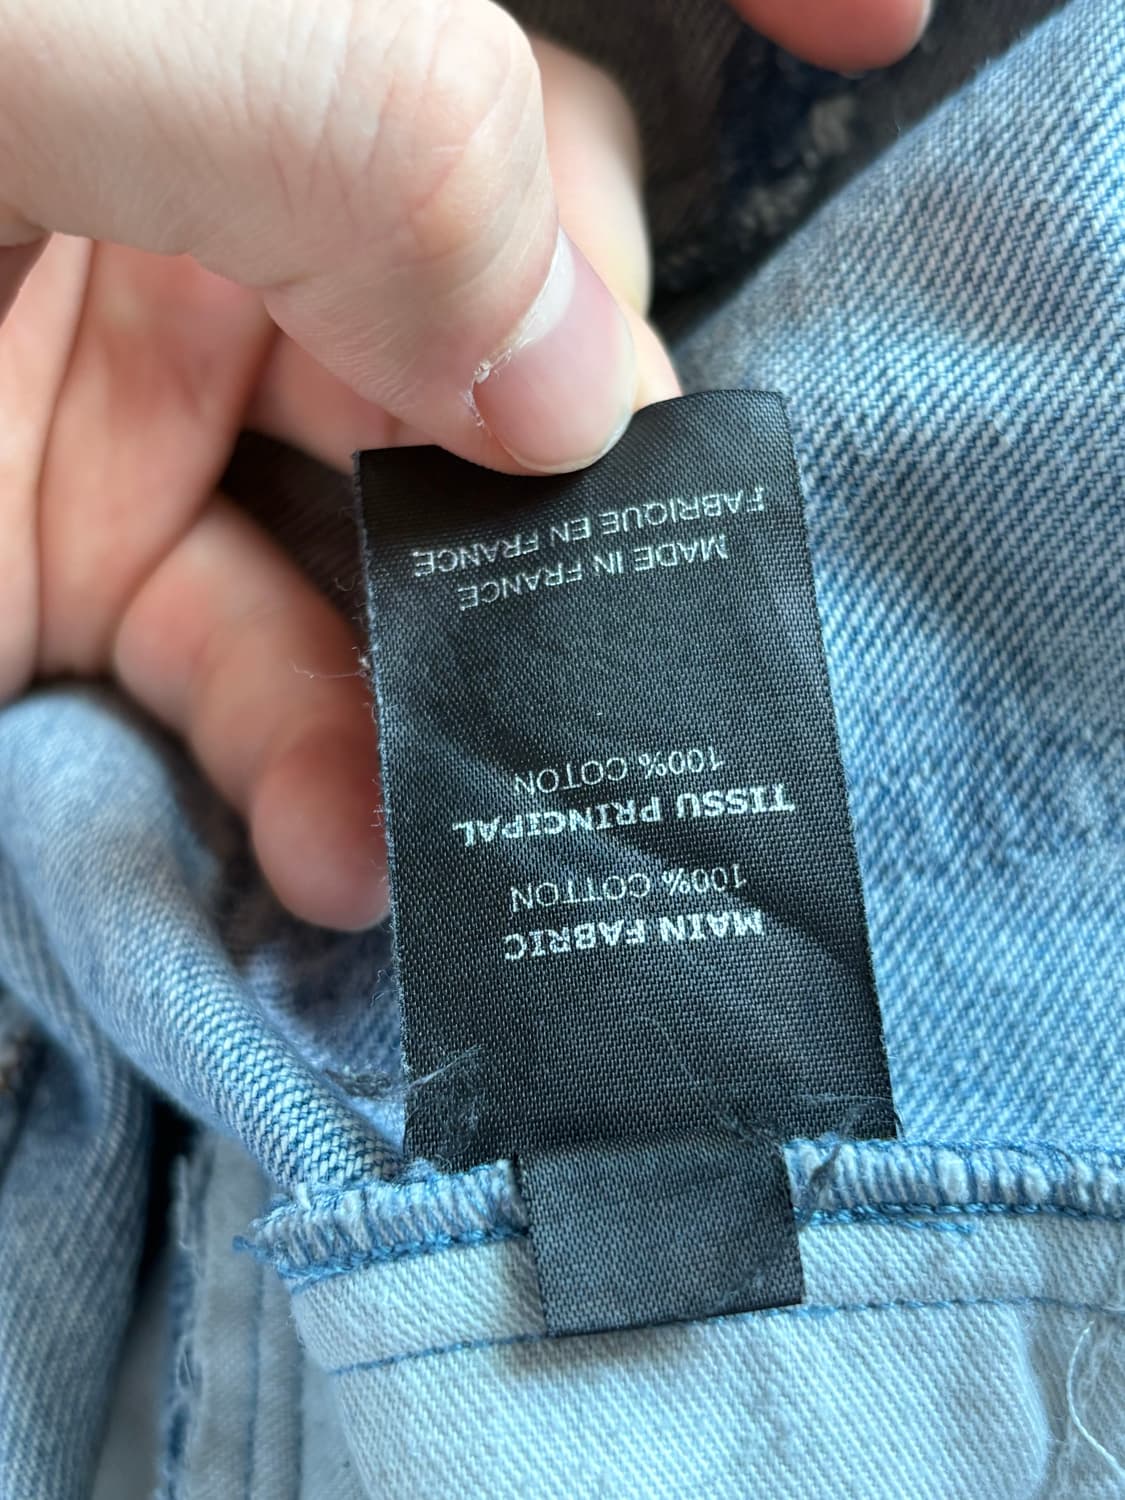 MAIN FABRIC
100% COTTON
TISSU PRINCIPAL
100% COTON
MADE IN FRANCE
FABRIQUE EN FRANCE